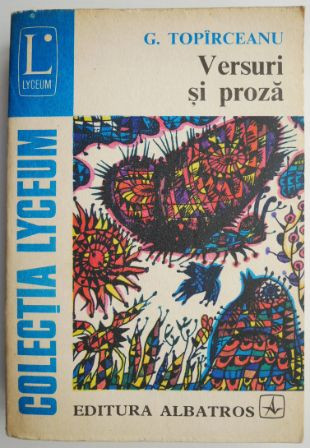 L
LYCEUM
G. TOPÎRCEANU
Versuri
și proză
COLECȚIA LYCEUM
EDITURA ALBATROS